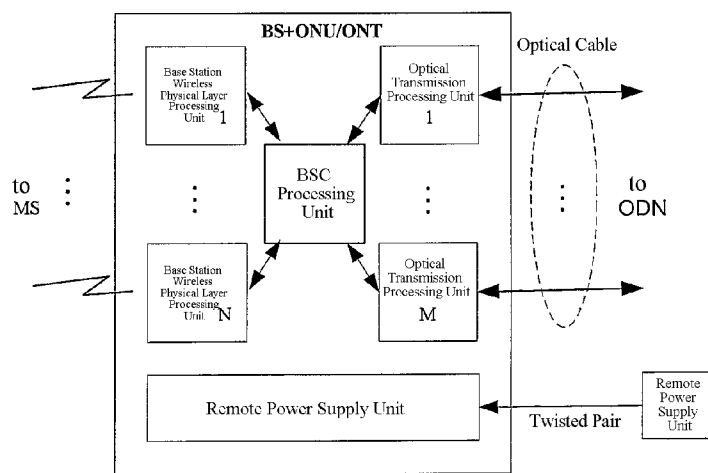 BS+ONU/ONT
Optical Cable
Base Station
Wireless
Physical Layer
Processing
Unit 1
Optical
Transmission
Processing Unit
1
to
MS
BSC
Processing
Unit
to
ODN
Base Station
Wireless
Physical Layer
Processing
Unit N
Optical
Transmission
Processing Unit
M
Remote Power Supply Unit
Twisted Pair
Remote
Power
Supply
Unit